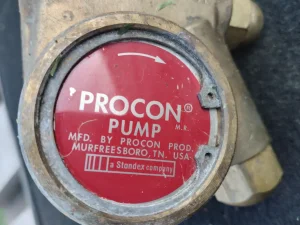 PROCON®
PUMP
M.R.
MFD. BY PROCON PROD.
MURFREESBORO, TN. USA
a Standex company